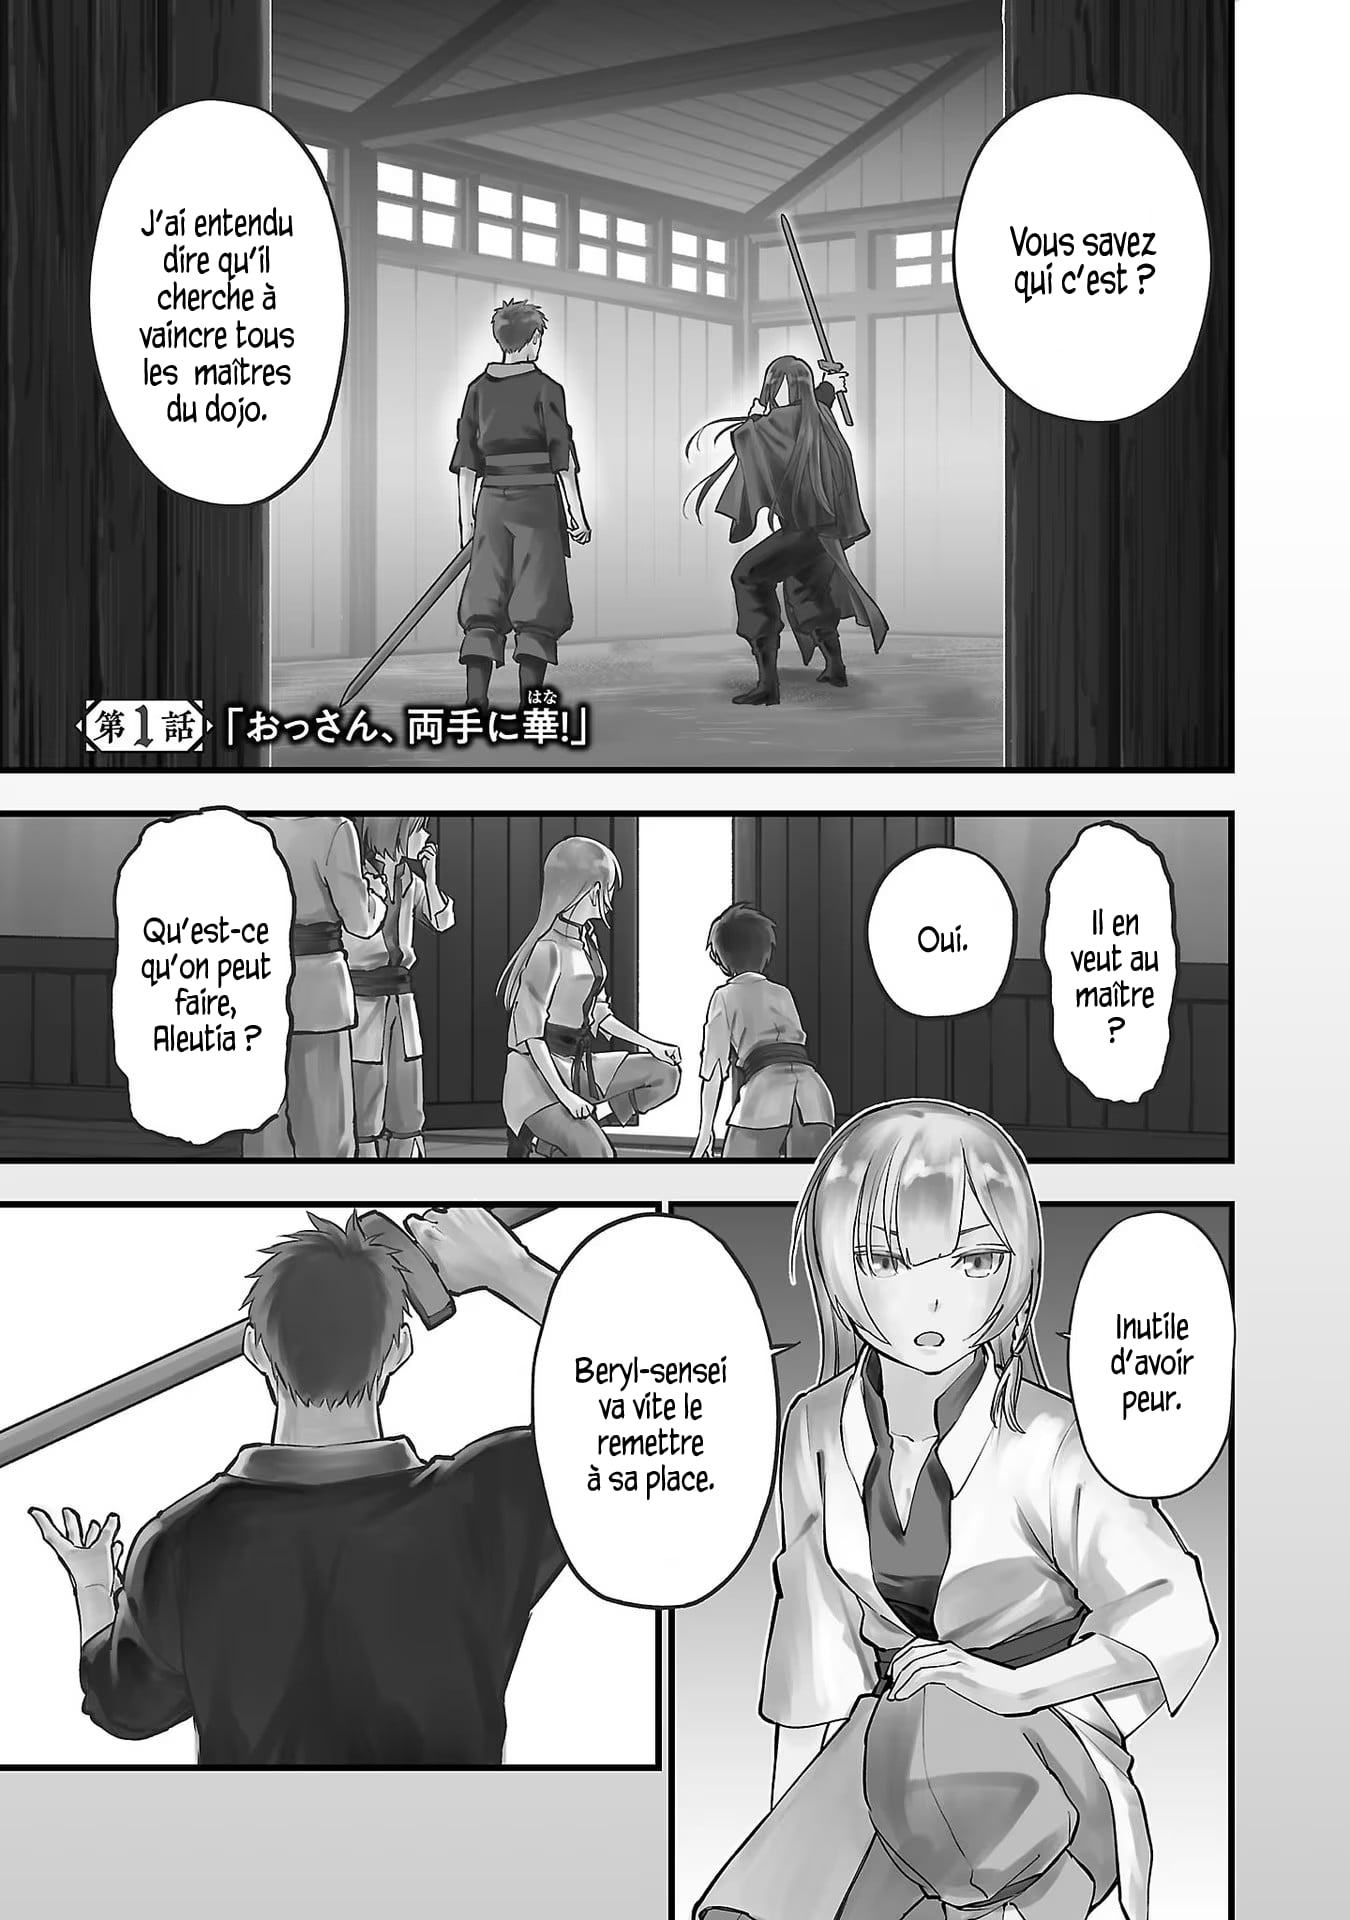 Vous savez
qui c'est ?
J'ai entendu
dire qu'il
cherche à
vaincre tous
les maîtres
du dojo.
第1話
「おっさん、両手に華!」
はな
Il en
veut au
maître
?
Oui.
Qu'est-ce
qu'on peut
faire,
Aleutia ?
Inutile
d'avoir
peur.
Beryl-sensei
va vite le
remettre
à sa place.